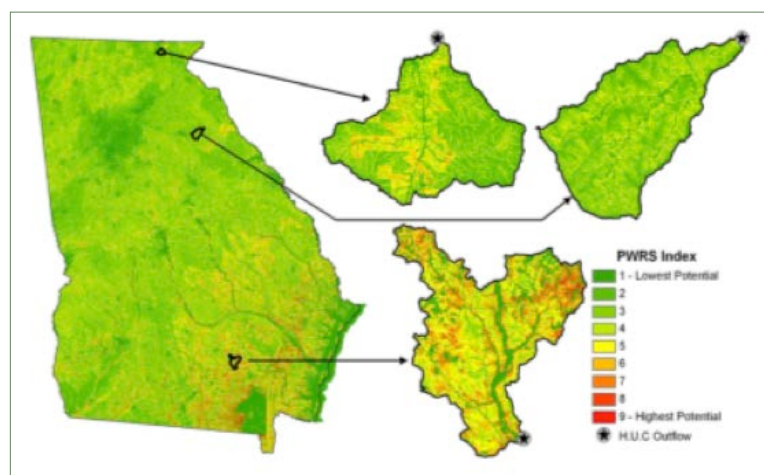 PWRS Index
1 - Lowest Potential
2
3
4
5
6
7
8
9 - Highest Potential
H.U.C Outflow